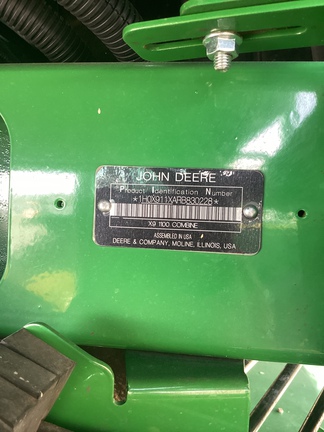 JOHN DEERE
Product Identification Number
*1H0X911XARB830228*
X9 1100 COMBINE
ASSEMBLED IN USA
DEERE & COMPANY, MOLINE, ILLINOIS, USA